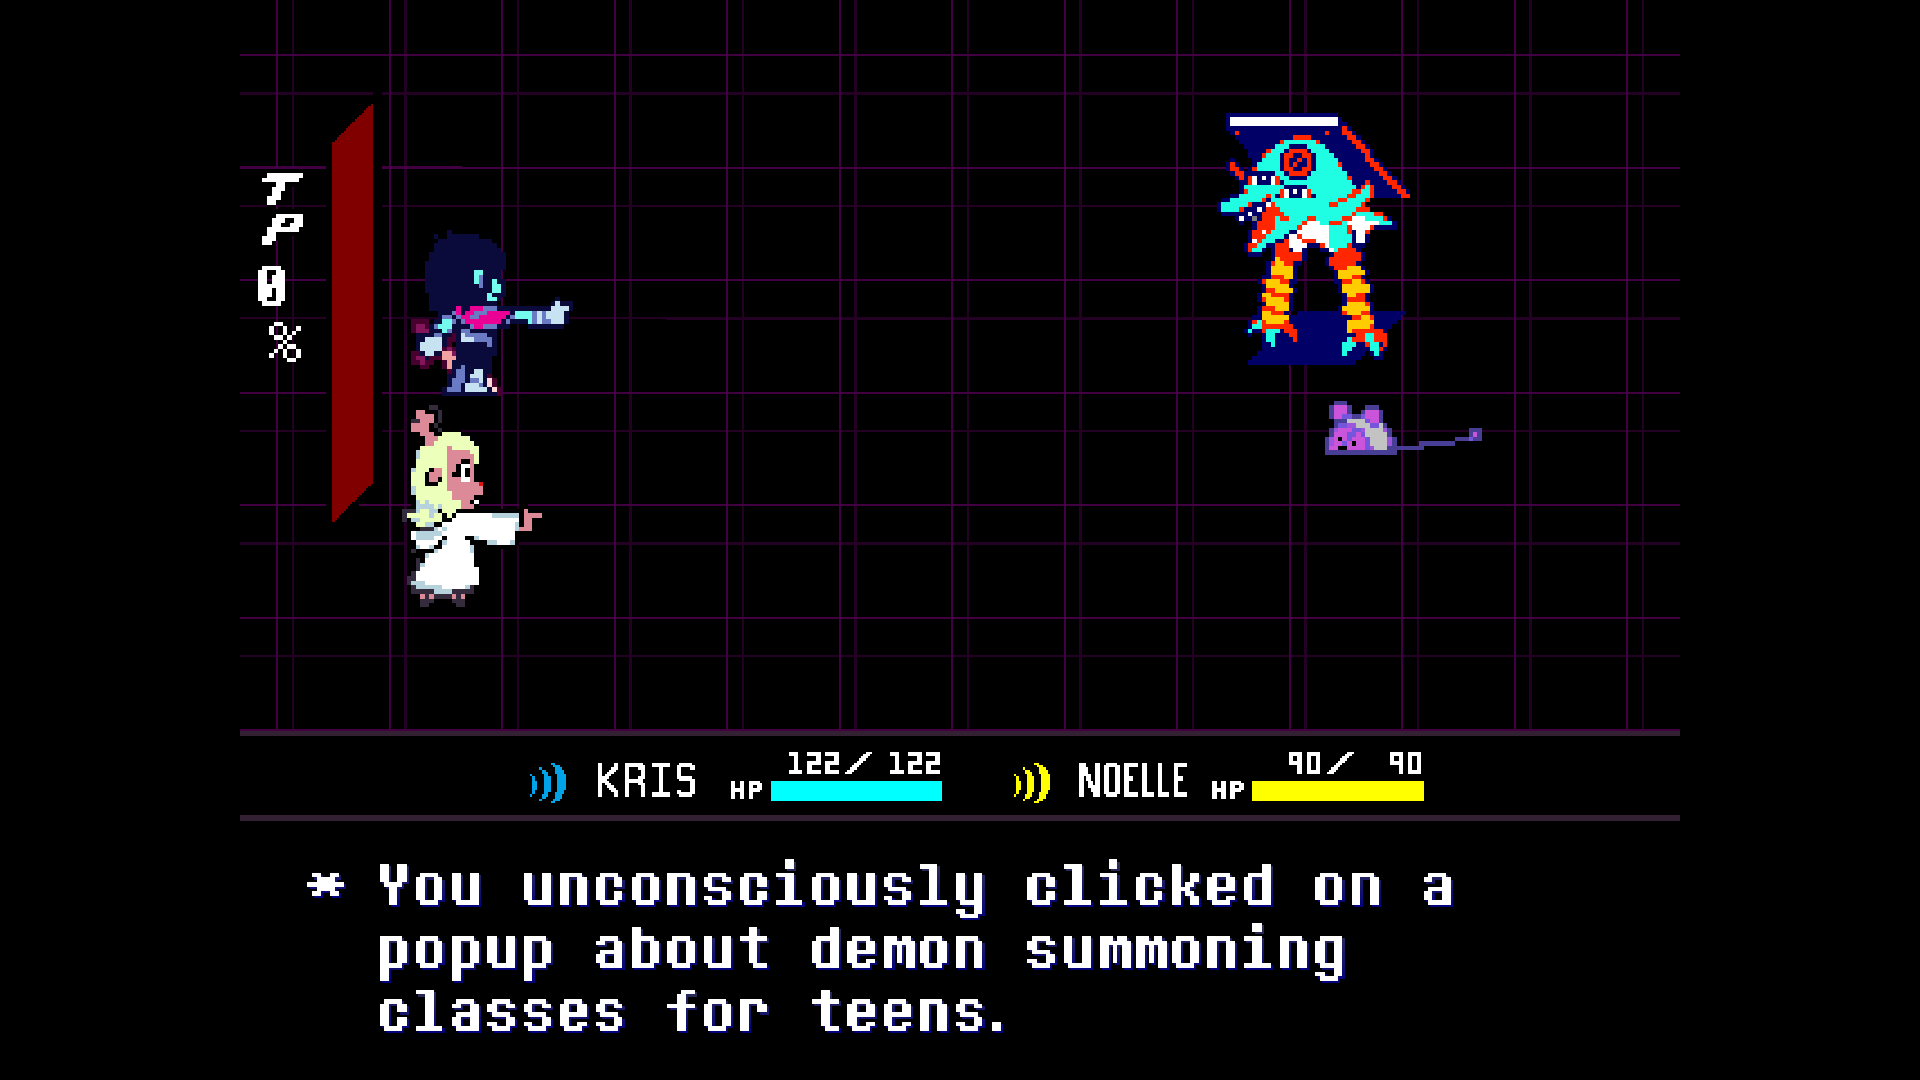 T
P
0
%
KRIS HP 122/ 122 NOELLE HP 90/ 90
* You unconsciously clicked on a
popup about demon summoning
classes for teens.